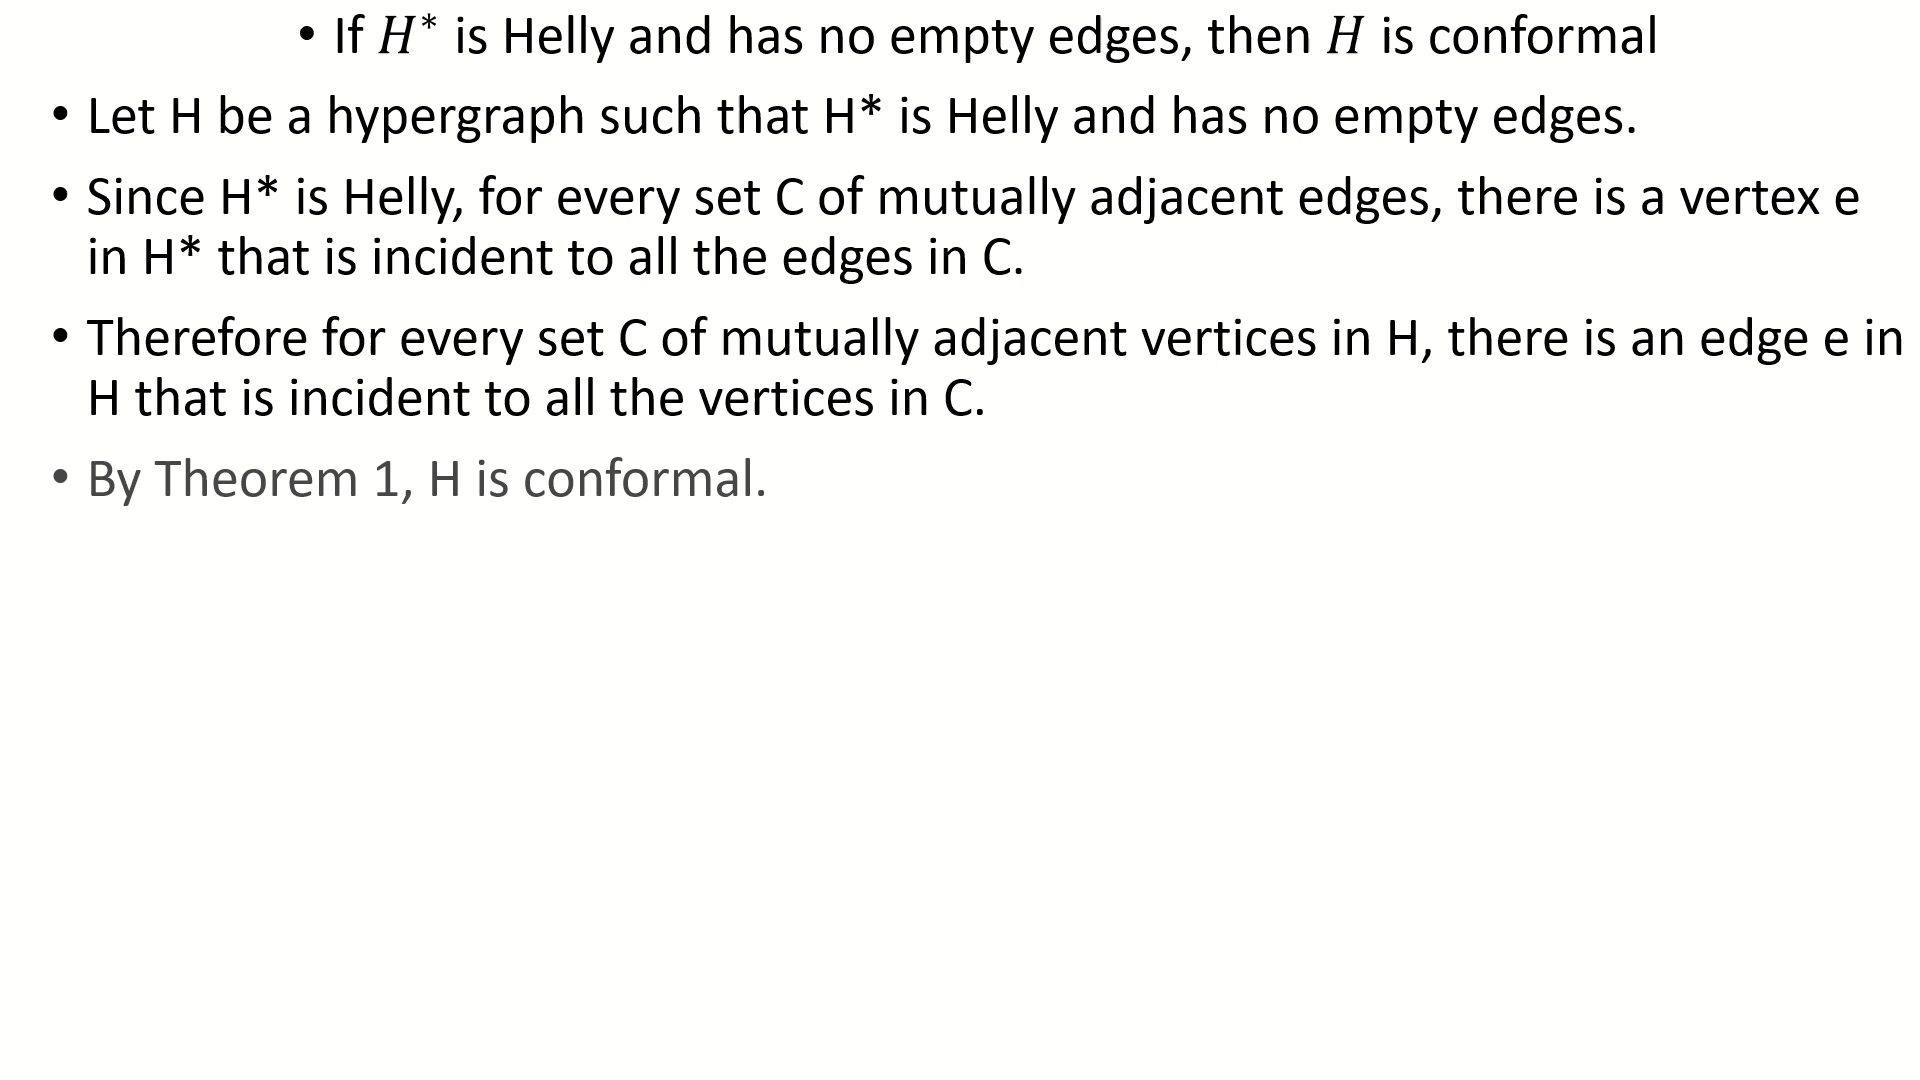 • If 𝐻* is Helly and has no empty edges, then 𝐻 is conformal
• Let H be a hypergraph such that H* is Helly and has no empty edges.
• Since H* is Helly, for every set C of mutually adjacent edges, there is a vertex e
in H* that is incident to all the edges in C.
• Therefore for every set C of mutually adjacent vertices in H, there is an edge e in
H that is incident to all the vertices in C.
• By Theorem 1, H is conformal.